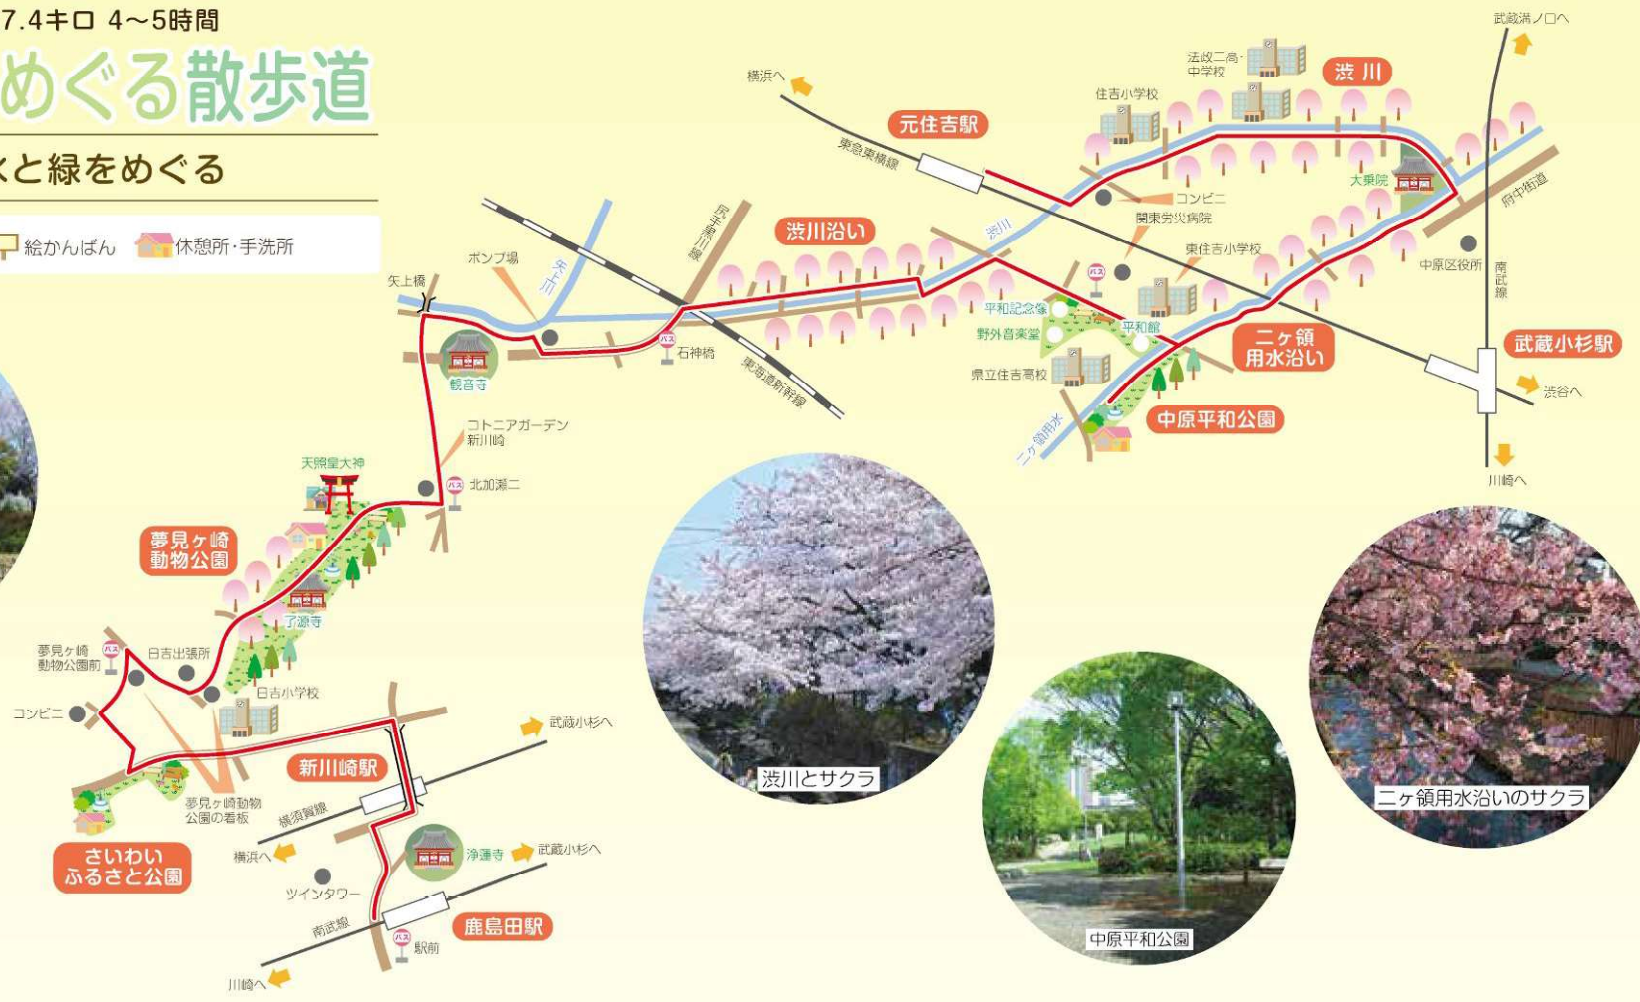 7.4キロ 4～5時間
めぐる散歩道
と緑をめぐる
絵かんばん
休憩所・手洗所
武蔵溝ノ口へ
法政二高・
中学校
渋川
横浜へ
住吉小学校
元住吉駅
東急東横線
大乗院
コンビニ
関東労災病院
府中街道
渋川
東住吉小学校
中原区役所
南武線
尻手黒川線
渋川沿い
ポンプ場
矢上川
矢上橋
バス
平和記念像
野外音楽堂
平和館
二ヶ領
用水沿い
武蔵小杉駅
バス
石神橋
県立住吉高校
東海道新幹線
観音寺
渋谷へ
中原平和公園
二ヶ領用水
コトニアガーデン
新川崎
川崎へ
天照皇大神
バス
北加瀬二
夢見ヶ崎
動物公園
了源寺
夢見ヶ崎
動物公園前
バス
日吉出張所
日吉小学校
コンビニ
武蔵小杉へ
新川崎駅
夢見ヶ崎動物
公園の看板
横須賀線
横浜へ
さいわい
ふるさと公園
浄蓮寺
武蔵小杉へ
ツインタワー
南武線
鹿島田駅
バス
駅前
川崎へ
渋川とサクラ
中原平和公園
二ヶ領用水沿いのサクラ